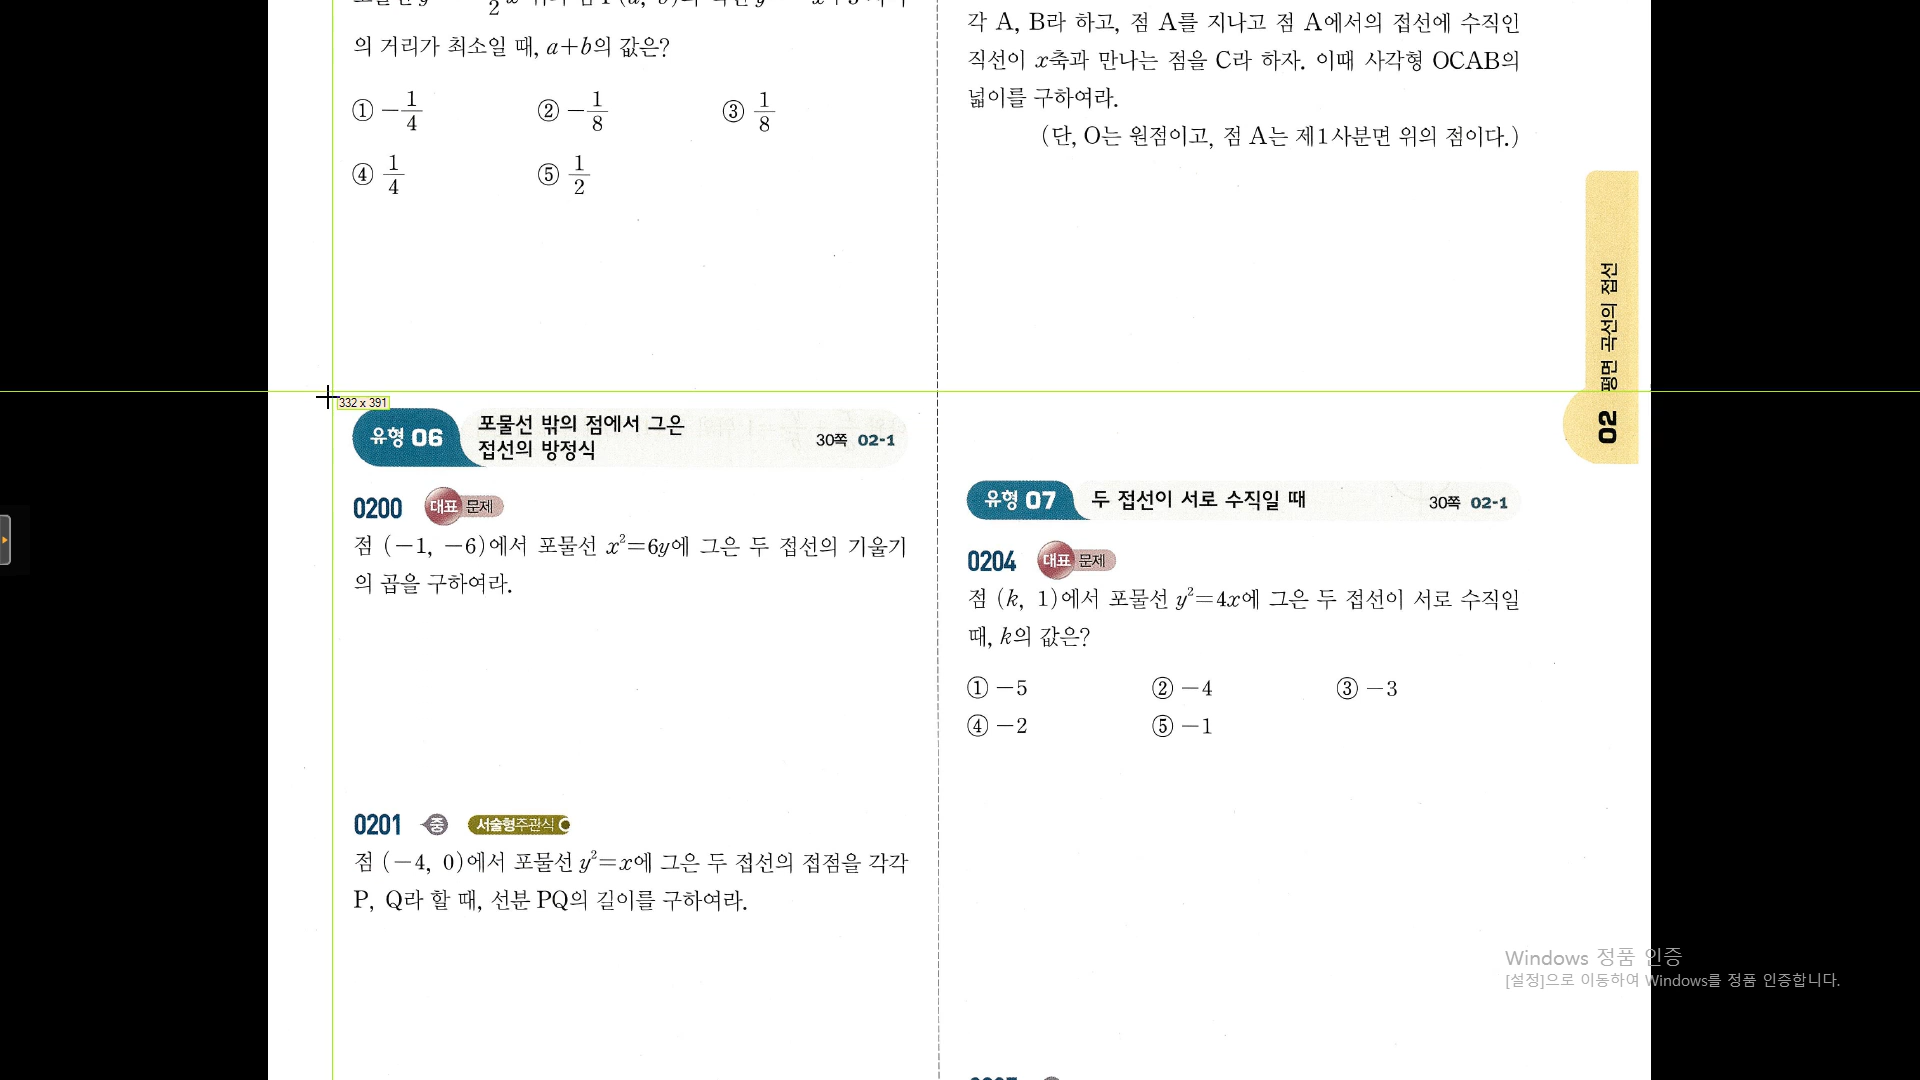 의 거리가 최소일 때, a+b의 값은?
① -1/4 ② -1/8 ③ 1/8
④ 1/4 ⑤ 1/2
332 x 391
유형 06 포물선 밖의 점에서 그은
접선의 방정식 30쪽 02-1
0200 대표 문제
점 (-1, -6)에서 포물선 x²=6y에 그은 두 접선의 기울기
의 곱을 구하여라.
0201 중 서술형주관식
점 (-4, 0)에서 포물선 y²=x에 그은 두 접선의 접점을 각각
P, Q라 할 때, 선분 PQ의 길이를 구하여라.
각 A, B라 하고, 점 A를 지나고 점 A에서의 접선에 수직인
직선이 x축과 만나는 점을 C라 하자. 이때 사각형 OCAB의
넓이를 구하여라.
(단, O는 원점이고, 점 A는 제1사분면 위의 점이다.)
유형 07 두 접선이 서로 수직일 때 30쪽 02-1
0204 대표 문제
점 (k, 1)에서 포물선 y²=4x에 그은 두 접선이 서로 수직일
때, k의 값은?
① -5 ② -4 ③ -3
④ -2 ⑤ -1
02 평면 곡선의 접선
Windows 정품 인증
[설정]으로 이동하여 Windows를 정품 인증합니다.